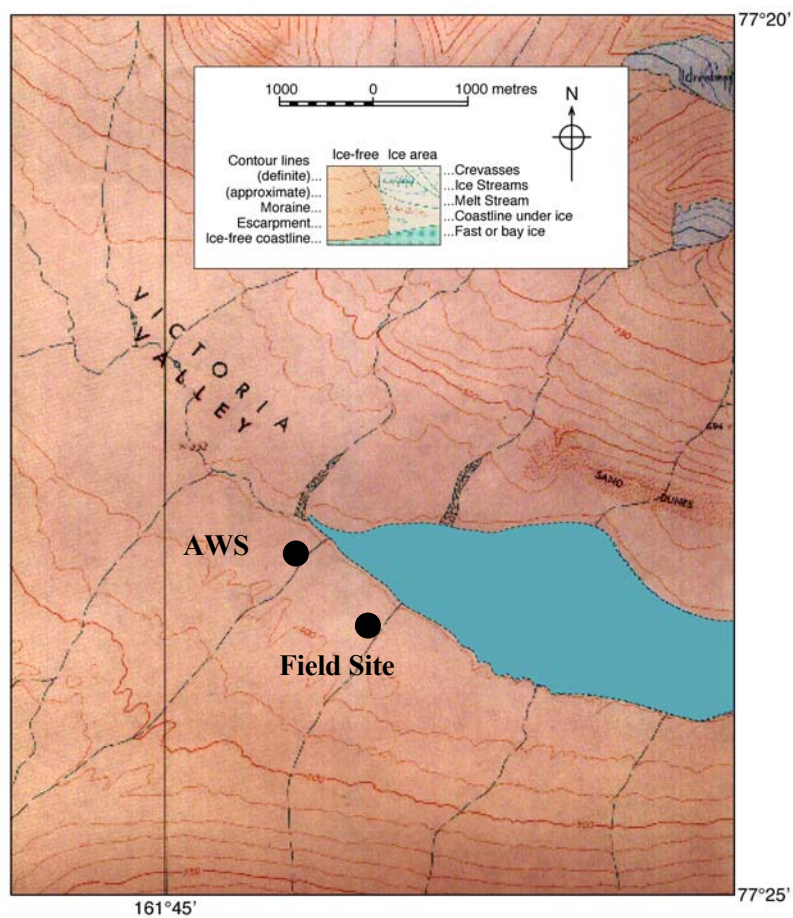 77°20'
1000 0 1000 metres
N
Contour lines
(definite)...
(approximate)...
Moraine...
Escarpment...
Ice-free coastline...
Ice-free Ice area
...Crevasses
...Ice Streams
...Melt Stream
...Coastline under ice
...Fast or bay ice
VICTORIA
VALLEY
SAND DUNES
AWS
Field Site
77°25'
161°45'